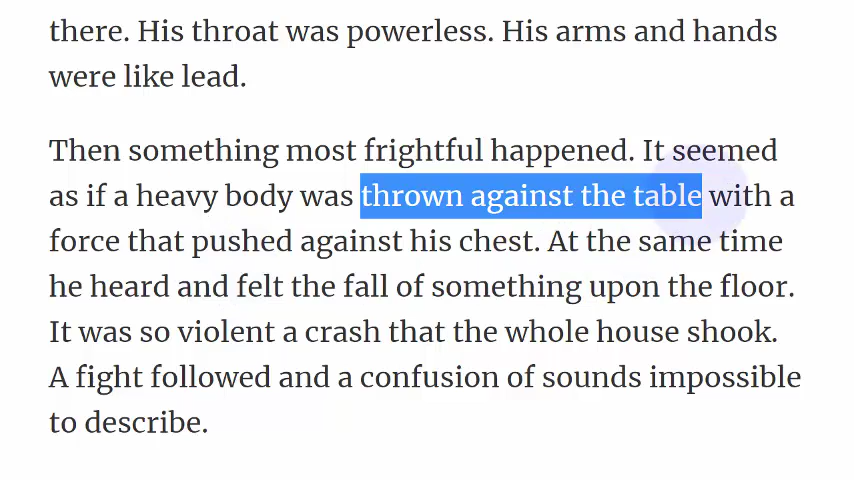 there. His throat was powerless. His arms and hands
were like lead.
Then something most frightful happened. It seemed
as if a heavy body was thrown against the table with a
force that pushed against his chest. At the same time
he heard and felt the fall of something upon the floor.
It was so violent a crash that the whole house shook.
A fight followed and a confusion of sounds impossible
to describe.